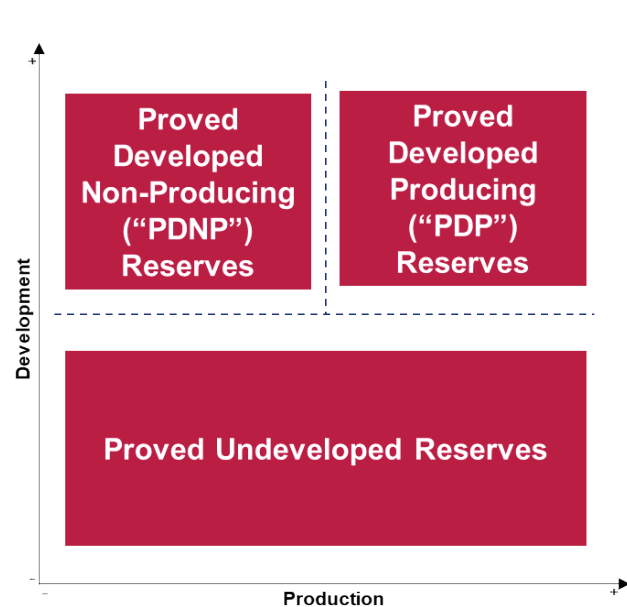 +
Proved
Developed
Non-Producing
(“PDNP”)
Reserves
Proved
Developed
Producing
(“PDP”)
Reserves
Development
Proved Undeveloped Reserves
-
-
+
Production